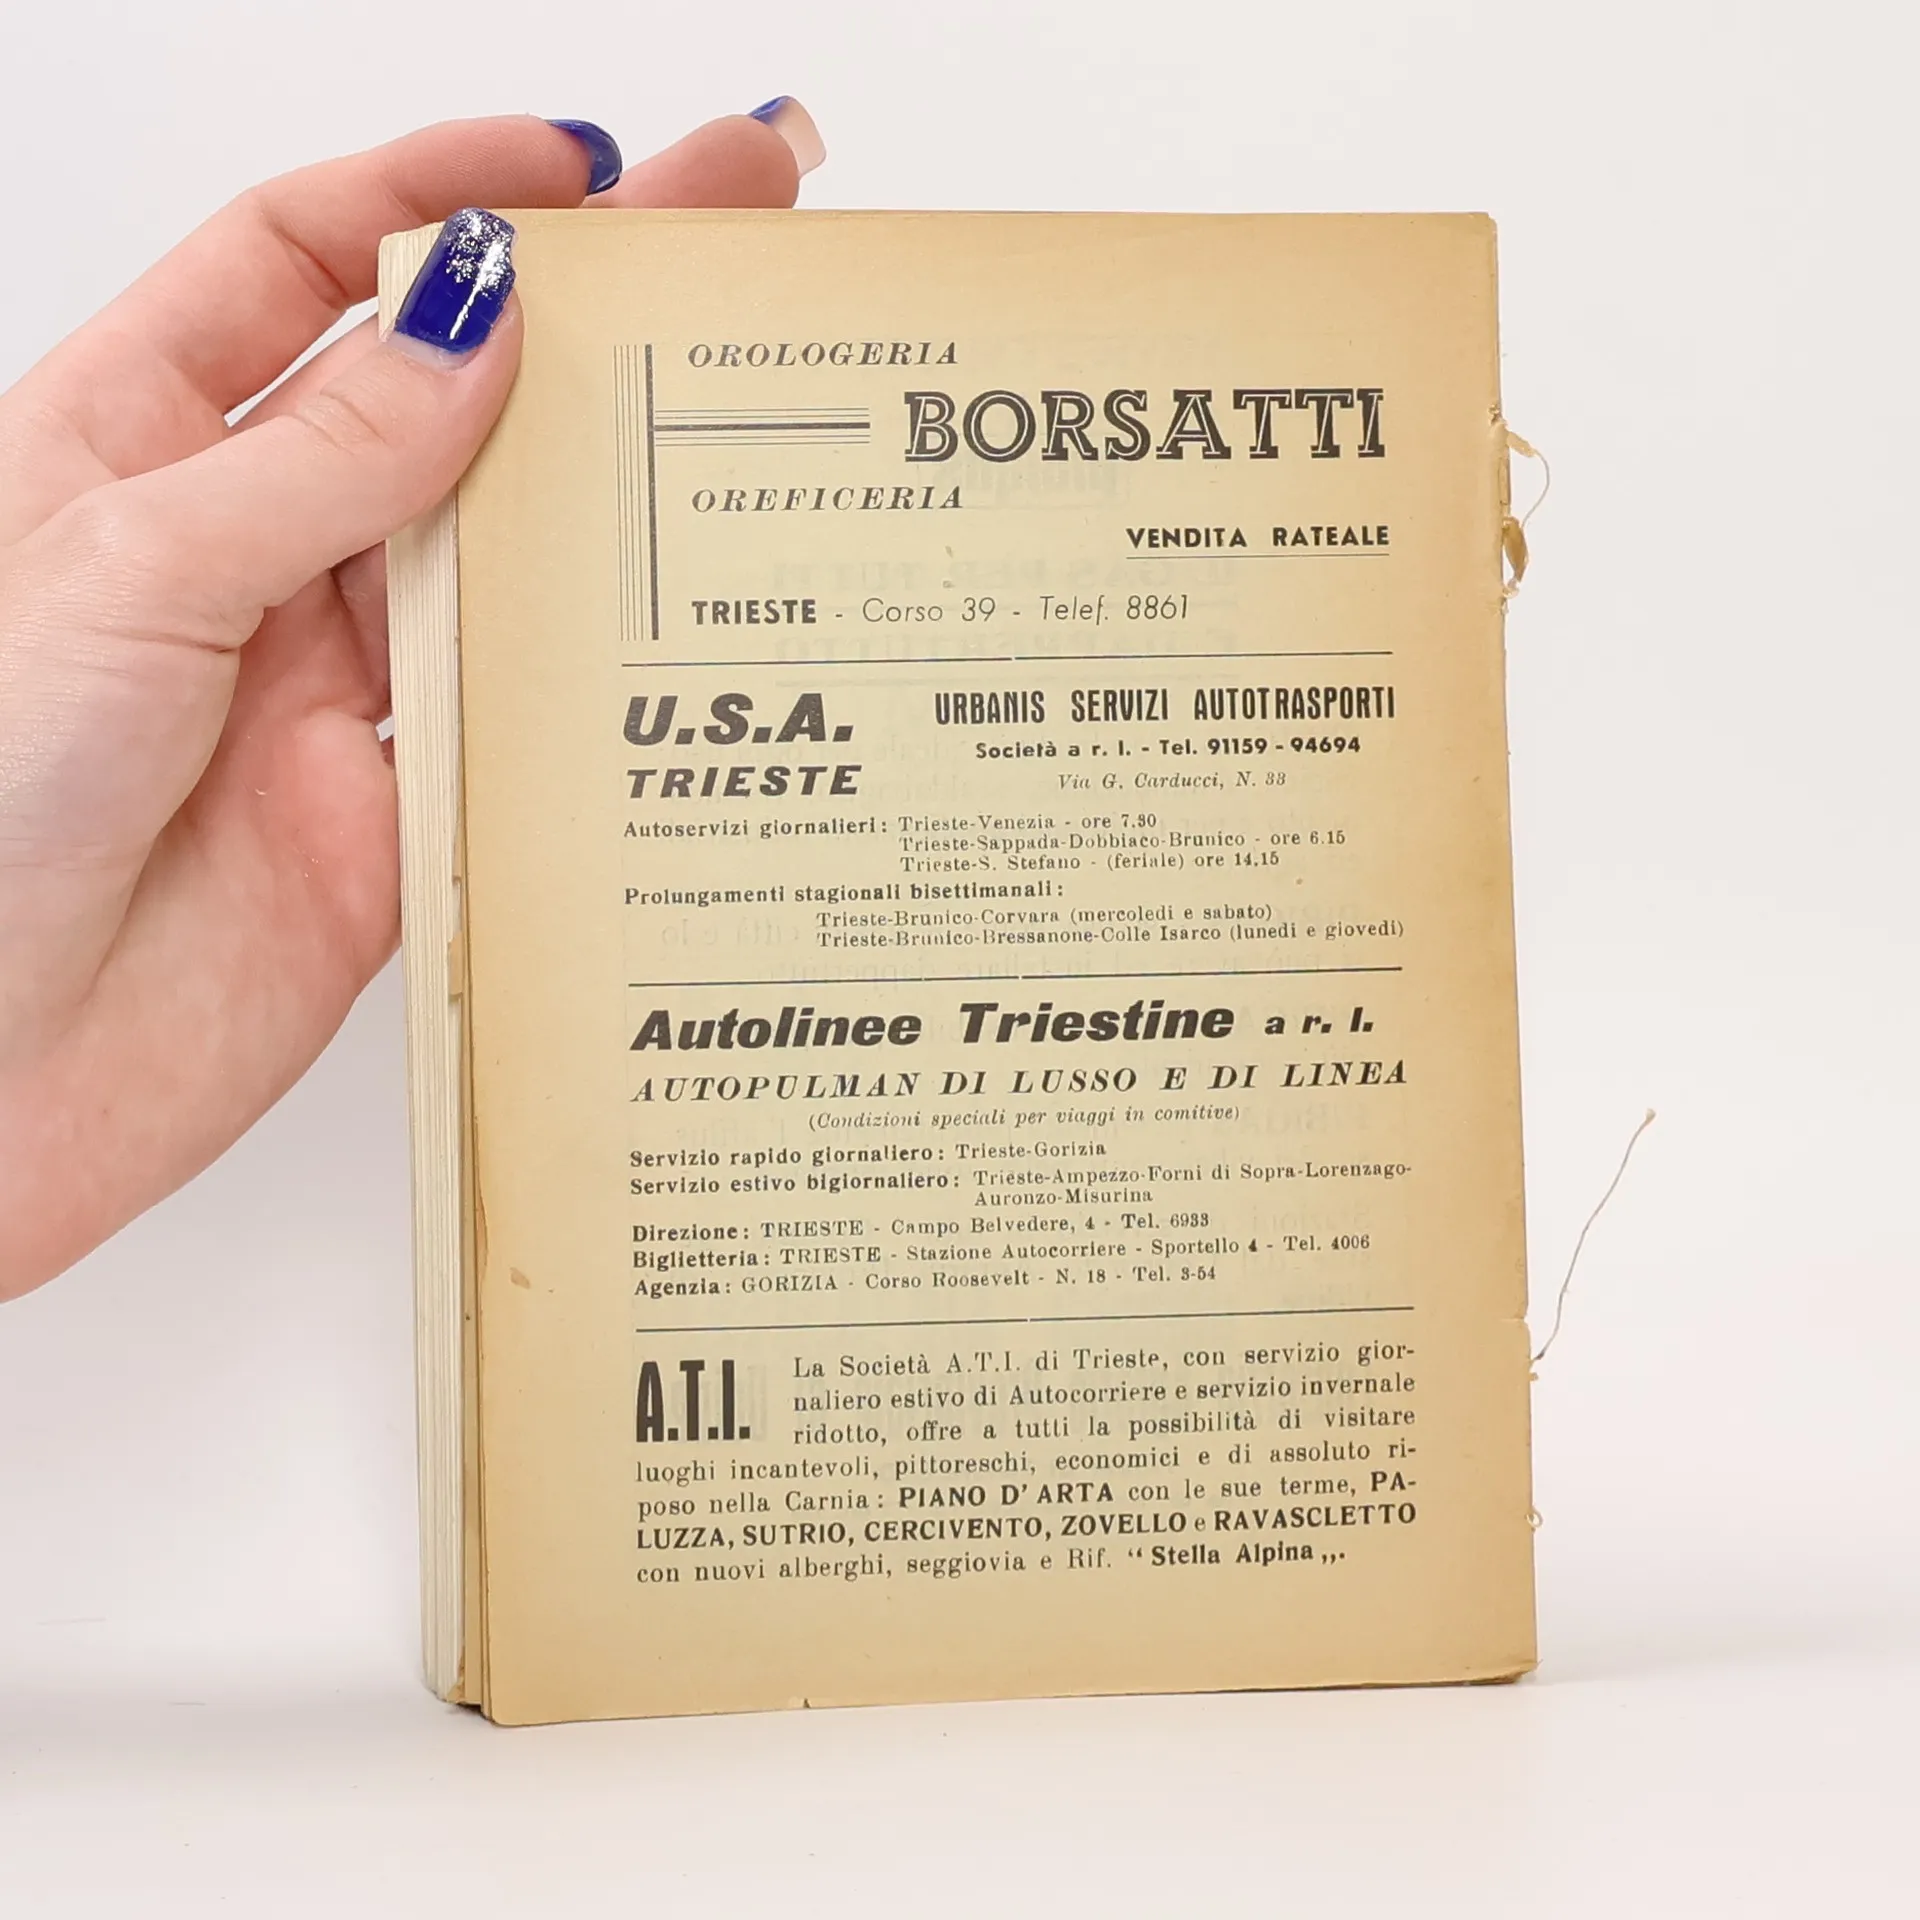 OROLOGERIA
BORSATTI
OREFICERIA
VENDITA RATEALE
TRIESTE - Corso 39 - Telef. 8861
U.S.A.
TRIESTE
URBANIS SERVIZI AUTOTRASPORTI
Società a r. l. - Tel. 91159 - 94694
Via G. Carducci, N. 33
Autoservizi giornalieri: Trieste-Venezia - ore 7.30
Trieste-Sappada-Dobbiaco-Brunico - ore 6.15
Trieste-S. Stefano - (feriale) ore 14,15
Prolungamenti stagionali bisettimanali:
Trieste-Brunico-Corvara (mercoledi e sabato)
Trieste-Brunico-Bressanone-Colle Isarco (lunedi e giovedi)
Autolinee Triestine a r. l.
AUTOPULMAN DI LUSSO E DI LINEA
(Condizioni speciali per viaggi in comitive)
Servizio rapido giornaliero: Trieste-Gorizia
Servizio estivo bigiornaliero: Trieste-Ampezzo-Forni di Sopra-Lorenzago-
Auronzo-Misurina
Direzione: TRIESTE - Campo Belvedere, 4 - Tel. 6933
Biglietteria: TRIESTE - Stazione Autocorriere - Sportello 4 - Tel. 4006
Agenzia: GORIZIA - Corso Roosevelt - N. 18 - Tel. 3-54
A.T.I. La Società A.T.I. di Trieste, con servizio gior-
naliero estivo di Autocorriere e servizio invernale
ridotto, offre a tutti la possibilità di visitare
luoghi incantevoli, pittoreschi, economici e di assoluto ri-
poso nella Carnia: PIANO D'ARTA con le sue terme, PA-
LUZZA, SUTRIO, CERCIVENTO, ZOVELLO e RAVASCLETTO
con nuovi alberghi, seggiovia e Rif. “Stella Alpina„.